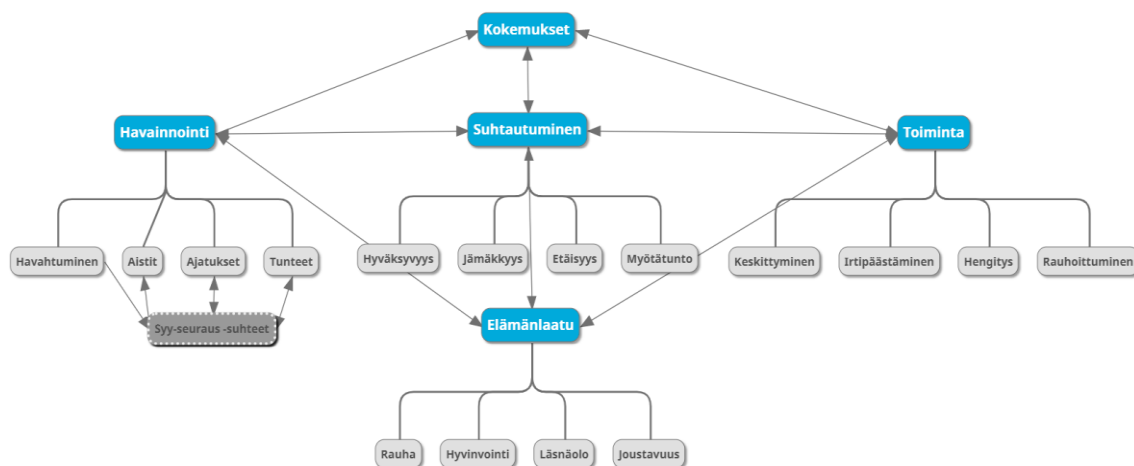 Kokemukset
Havainnointi
Suhtautuminen
Toiminta
Havahtuminen
Aistit
Ajatukset
Tunteet
Hyväksyvyys
Jämäkkyys
Etäisyys
Myötätunto
Keskittyminen
Irtipäästäminen
Hengitys
Rauhoittuminen
Syy-seuraus -suhteet
Elämänlaatu
Rauha
Hyvinvointi
Läsnäolo
Joustavuus